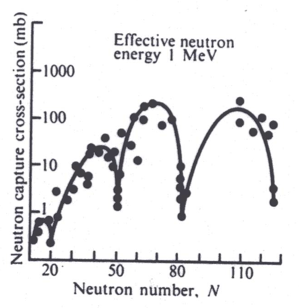 Neutron capture cross-section (mb)
Effective neutron
energy 1 MeV
1000
100
10
1
20
50
80
110
Neutron number, N